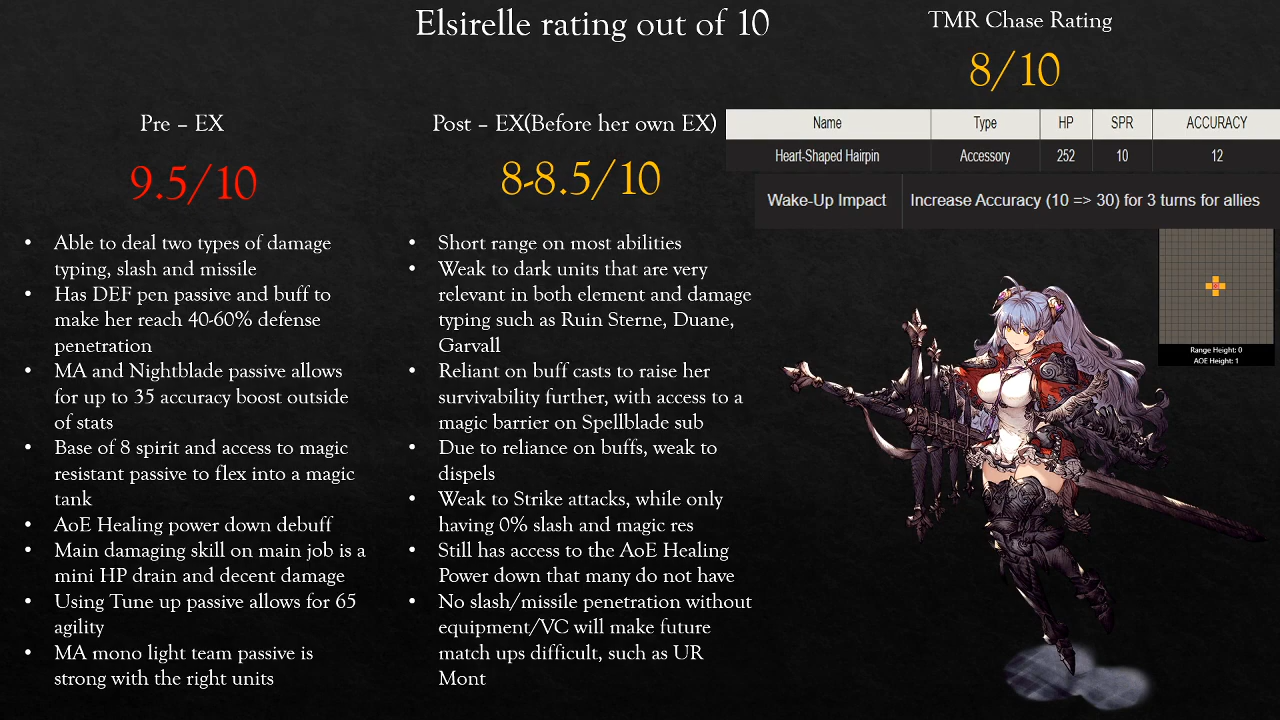 Elsirelle rating out of 10
TMR Chase Rating
8/10
Pre – EX
9.5/10
• Able to deal two types of damage
typing, slash and missile
• Has DEF pen passive and buff to
make her reach 40-60% defense
penetration
• MA and Nightblade passive allows
for up to 35 accuracy boost outside
of stats
• Base of 8 spirit and access to magic
resistant passive to flex into a magic
tank
• AoE Healing power down debuff
• Main damaging skill on main job is a
mini HP drain and decent damage
• Using Tune up passive allows for 65
agility
• MA mono light team passive is
strong with the right units
Post – EX(Before her own EX)
8-8.5/10
• Short range on most abilities
• Weak to dark units that are very
relevant in both element and damage
typing such as Ruin Sterne, Duane,
Garvall
• Reliant on buff casts to raise her
survivability further, with access to a
magic barrier on Spellblade sub
• Due to reliance on buffs, weak to
dispels
• Weak to Strike attacks, while only
having 0% slash and magic res
• Still has access to the AoE Healing
Power down that many do not have
• No slash/missile penetration without
equipment/VC will make future
match ups difficult, such as UR
Mont
Name Type HP SPR ACCURACY
Heart-Shaped Hairpin Accessory 252 10 12
Wake-Up Impact Increase Accuracy (10 => 30) for 3 turns for allies
Range Height: 0
AOE Height: 1